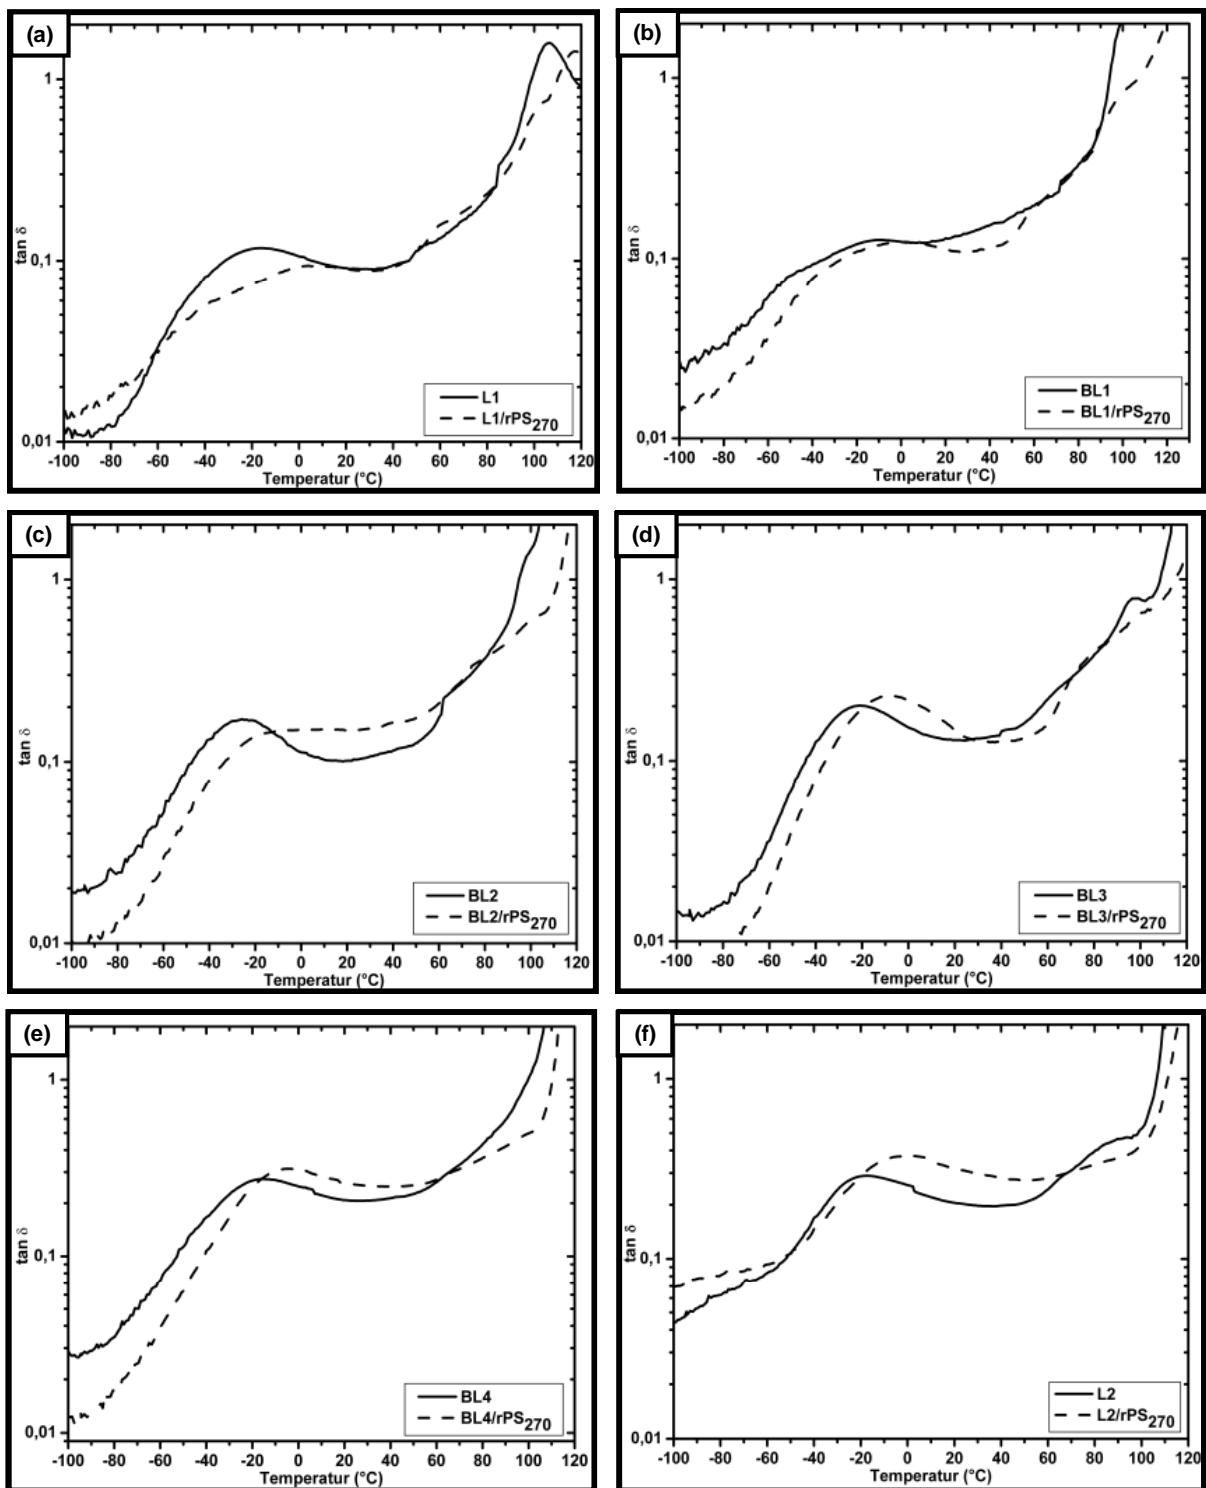 (a)
tan δ
1
0,1
0,01
L1
L1/rPS270
-100 -80 -60 -40 -20 0 20 40 60 80 100 120
Temperatur (°C)
(b)
tan δ
1
0,1
0,01
BL1
BL1/rPS270
-100 -80 -60 -40 -20 0 20 40 60 80 100 120
Temperatur (°C)
(c)
tan δ
1
0,1
0,01
BL2
BL2/rPS270
-100 -80 -60 -40 -20 0 20 40 60 80 100 120
Temperatur (°C)
(d)
tan δ
1
0,1
0,01
BL3
BL3/rPS270
-100 -80 -60 -40 -20 0 20 40 60 80 100 120
Temperatur (°C)
(e)
tan δ
1
0,1
0,01
BL4
BL4/rPS270
-100 -80 -60 -40 -20 0 20 40 60 80 100 120
Temperatur (°C)
(f)
tan δ
1
0,1
0,01
L2
L2/rPS270
-100 -80 -60 -40 -20 0 20 40 60 80 100 120
Temperatur (°C)